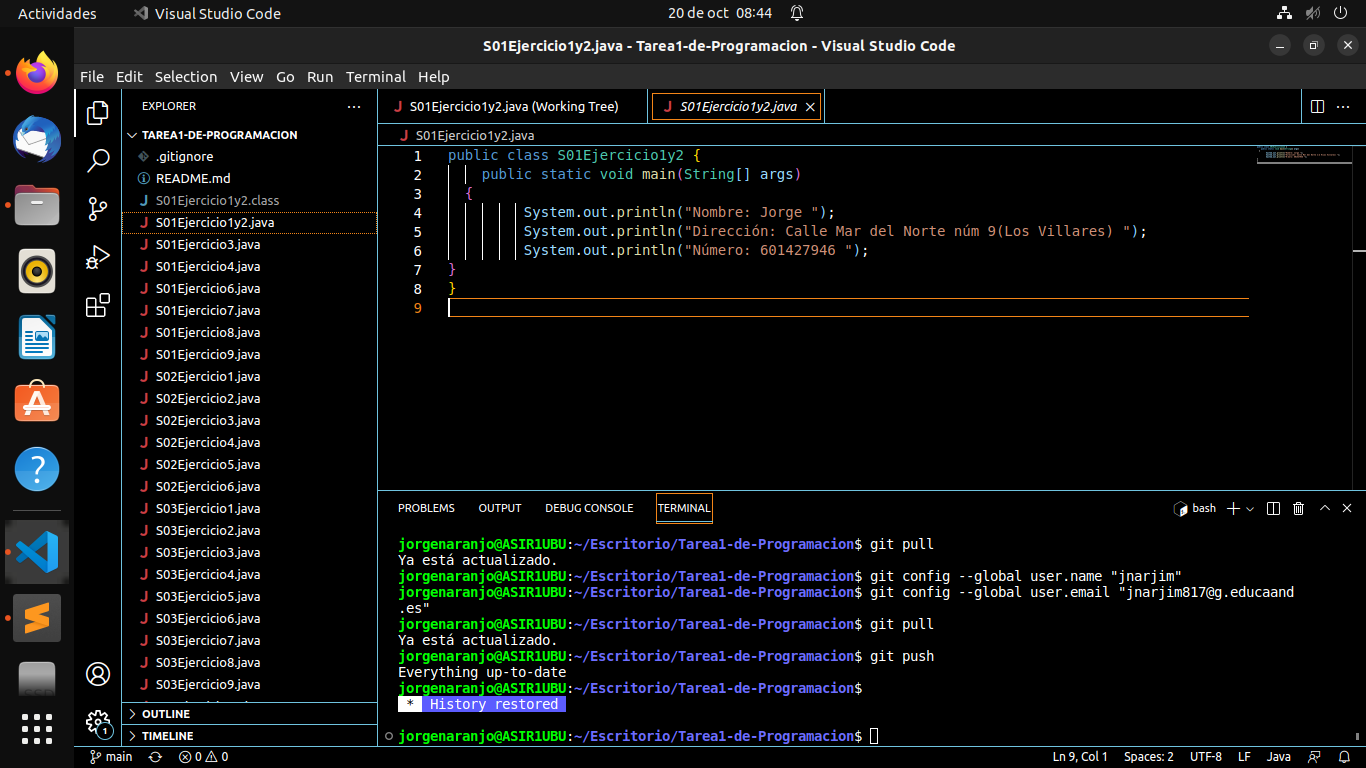 Actividades
Visual Studio Code
20 de oct 08:44
S01Ejercicio1y2.java - Tarea1-de-Programacion - Visual Studio Code
File Edit Selection View Go Run Terminal Help
EXPLORER
TAREA1-DE-PROGRAMACION
.gitignore
README.md
S01Ejercicio1y2.class
S01Ejercicio1y2.java
S01Ejercicio3.java
S01Ejercicio4.java
S01Ejercicio6.java
S01Ejercicio7.java
S01Ejercicio8.java
S01Ejercicio9.java
S02Ejercicio1.java
S02Ejercicio2.java
S02Ejercicio3.java
S02Ejercicio4.java
S02Ejercicio5.java
S02Ejercicio6.java
S03Ejercicio1.java
S03Ejercicio2.java
S03Ejercicio3.java
S03Ejercicio4.java
S03Ejercicio5.java
S03Ejercicio6.java
S03Ejercicio7.java
S03Ejercicio8.java
S03Ejercicio9.java
OUTLINE
TIMELINE
S01Ejercicio1y2.java (Working Tree)
S01Ejercicio1y2.java
S01Ejercicio1y2.java
1 public class S01Ejercicio1y2 {
2 public static void main(String[] args)
3 {
4 System.out.println("Nombre: Jorge ");
5 System.out.println("Dirección: Calle Mar del Norte núm 9(Los Villares) ");
6 System.out.println("Número: 601427946 ");
7 }
8 }
9
PROBLEMS OUTPUT DEBUG CONSOLE TERMINAL
bash
jorgenaranjo@ASIR1UBU:~/Escritorio/Tarea1-de-Programacion$ git pull
Ya está actualizado.
jorgenaranjo@ASIR1UBU:~/Escritorio/Tarea1-de-Programacion$ git config --global user.name "jnarjim"
jorgenaranjo@ASIR1UBU:~/Escritorio/Tarea1-de-Programacion$ git config --global user.email "jnarjim817@g.educaand
.es"
jorgenaranjo@ASIR1UBU:~/Escritorio/Tarea1-de-Programacion$ git pull
Ya está actualizado.
jorgenaranjo@ASIR1UBU:~/Escritorio/Tarea1-de-Programacion$ git push
Everything up-to-date
jorgenaranjo@ASIR1UBU:~/Escritorio/Tarea1-de-Programacion$
* History restored
jorgenaranjo@ASIR1UBU:~/Escritorio/Tarea1-de-Programacion$
1
main 0 0
Ln 9, Col 1 Spaces: 2 UTF-8 LF Java